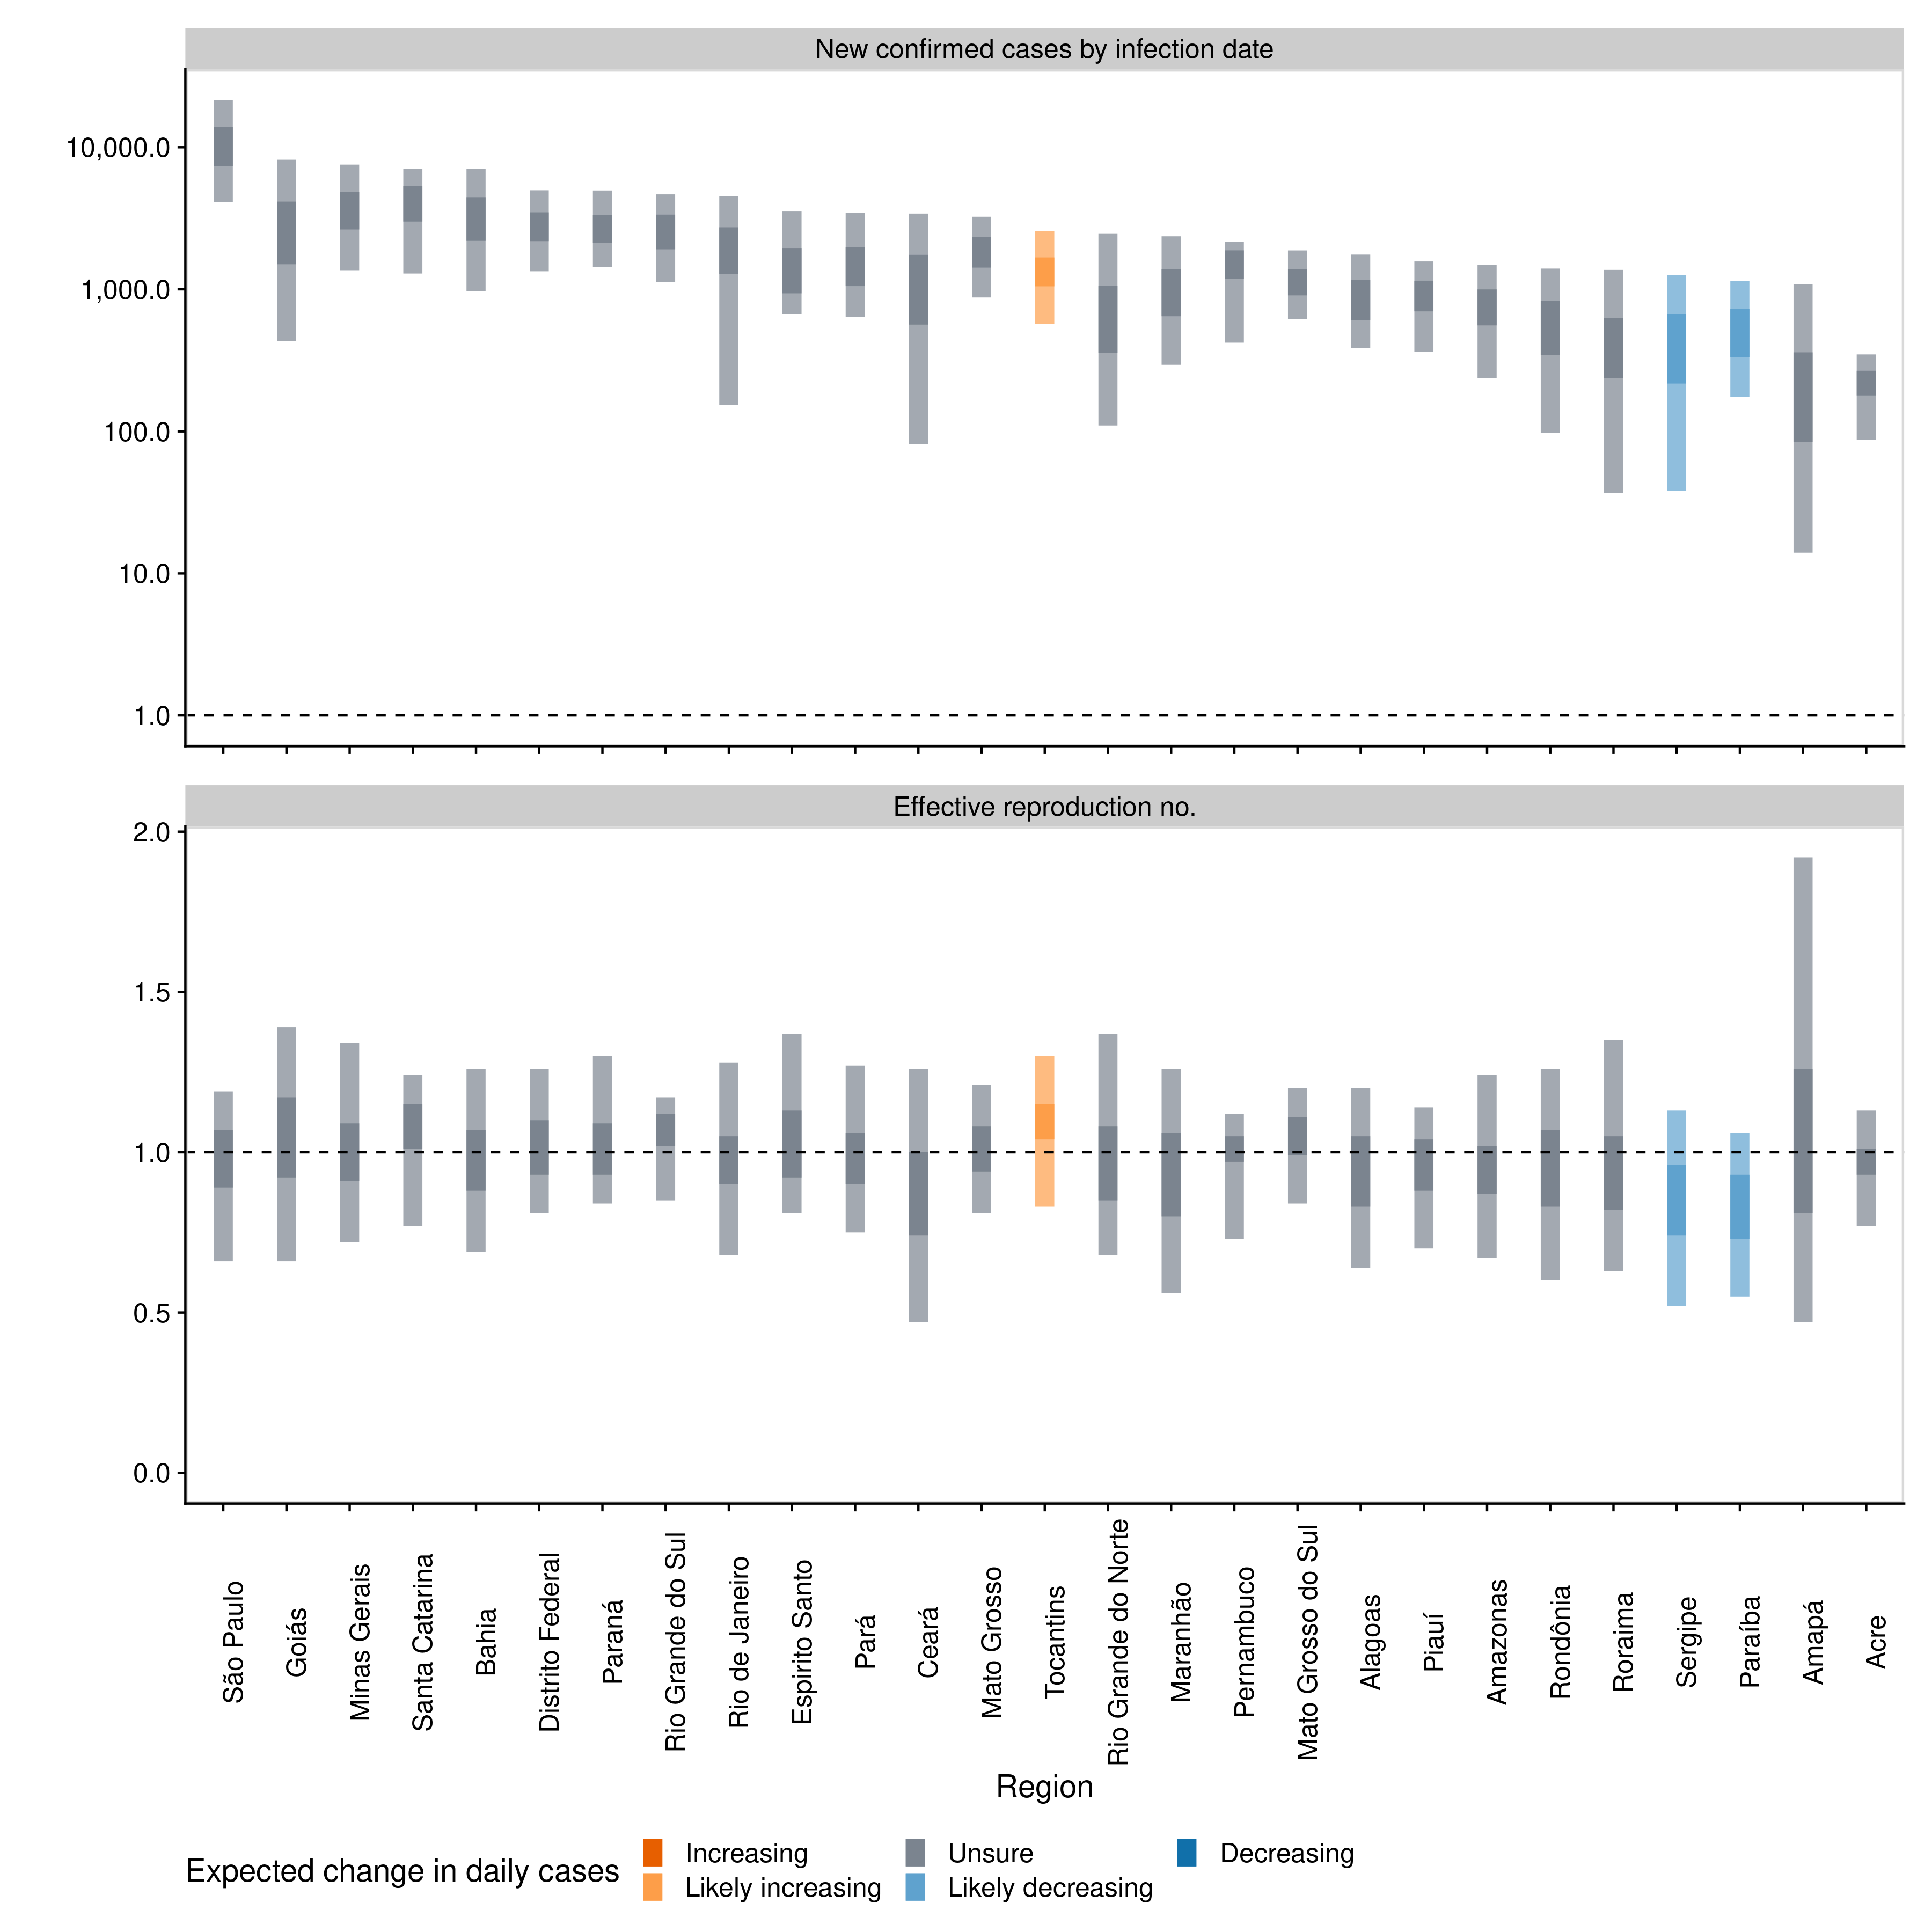 New confirmed cases by infection date
10,000.0
1,000.0
100.0
10.0
1.0
Effective reproduction no.
2.0
1.5
1.0
0.5
0.0
São Paulo
Goiás
Minas Gerais
Santa Catarina
Bahia
Distrito Federal
Paraná
Rio Grande do Sul
Rio de Janeiro
Espirito Santo
Pará
Ceará
Mato Grosso
Tocantins
Rio Grande do Norte
Maranhão
Pernambuco
Mato Grosso do Sul
Alagoas
Piauí
Amazonas
Rondônia
Roraima
Sergipe
Paraíba
Amapá
Acre
Region
Expected change in daily cases
Increasing
Likely increasing
Unsure
Likely decreasing
Decreasing